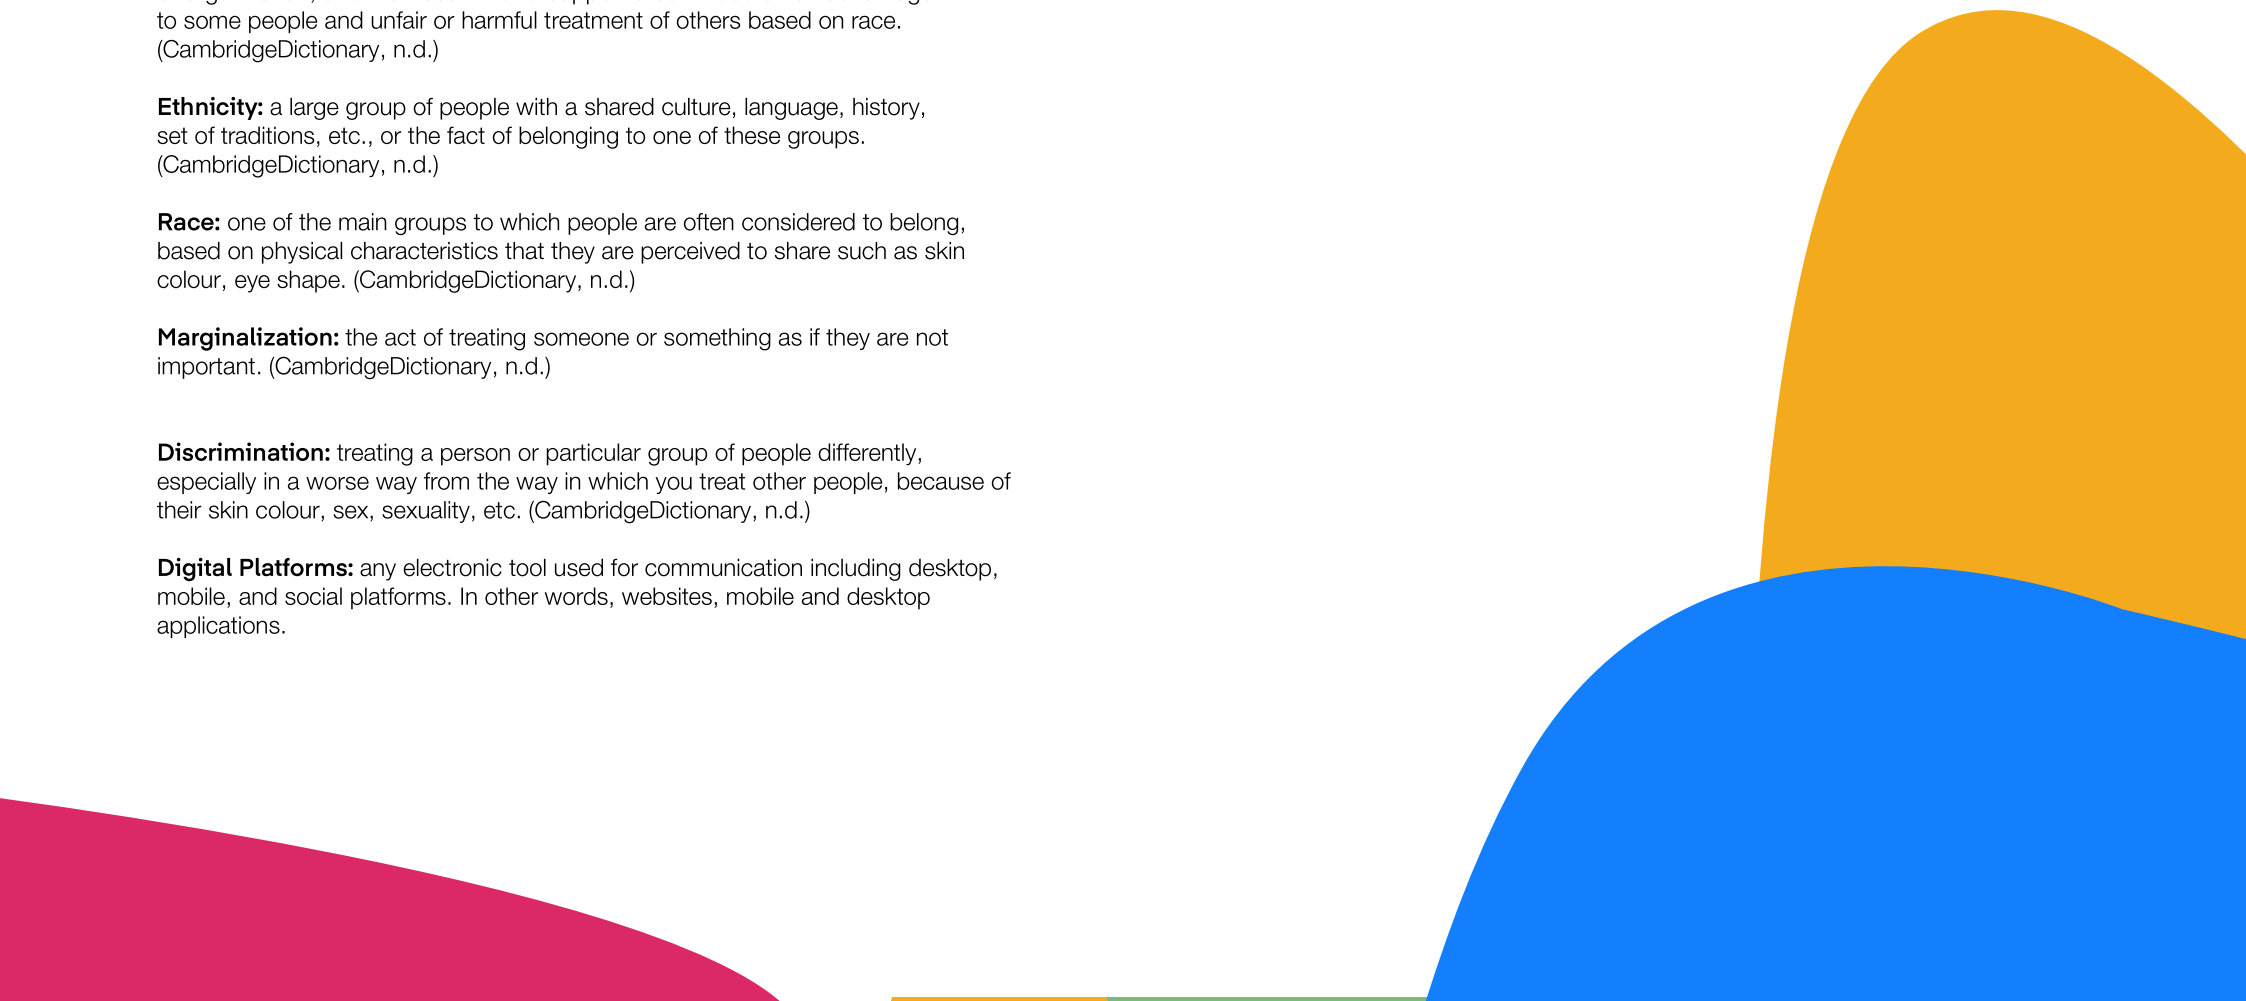 to some people and unfair or harmful treatment of others based on race.
(CambridgeDictionary, n.d.)
Ethnicity: a large group of people with a shared culture, language, history,
set of traditions, etc., or the fact of belonging to one of these groups.
(CambridgeDictionary, n.d.)
Race: one of the main groups to which people are often considered to belong,
based on physical characteristics that they are perceived to share such as skin
colour, eye shape. (CambridgeDictionary, n.d.)
Marginalization: the act of treating someone or something as if they are not
important. (CambridgeDictionary, n.d.)
Discrimination: treating a person or particular group of people differently,
especially in a worse way from the way in which you treat other people, because of
their skin colour, sex, sexuality, etc. (CambridgeDictionary, n.d.)
Digital Platforms: any electronic tool used for communication including desktop,
mobile, and social platforms. In other words, websites, mobile and desktop
applications.